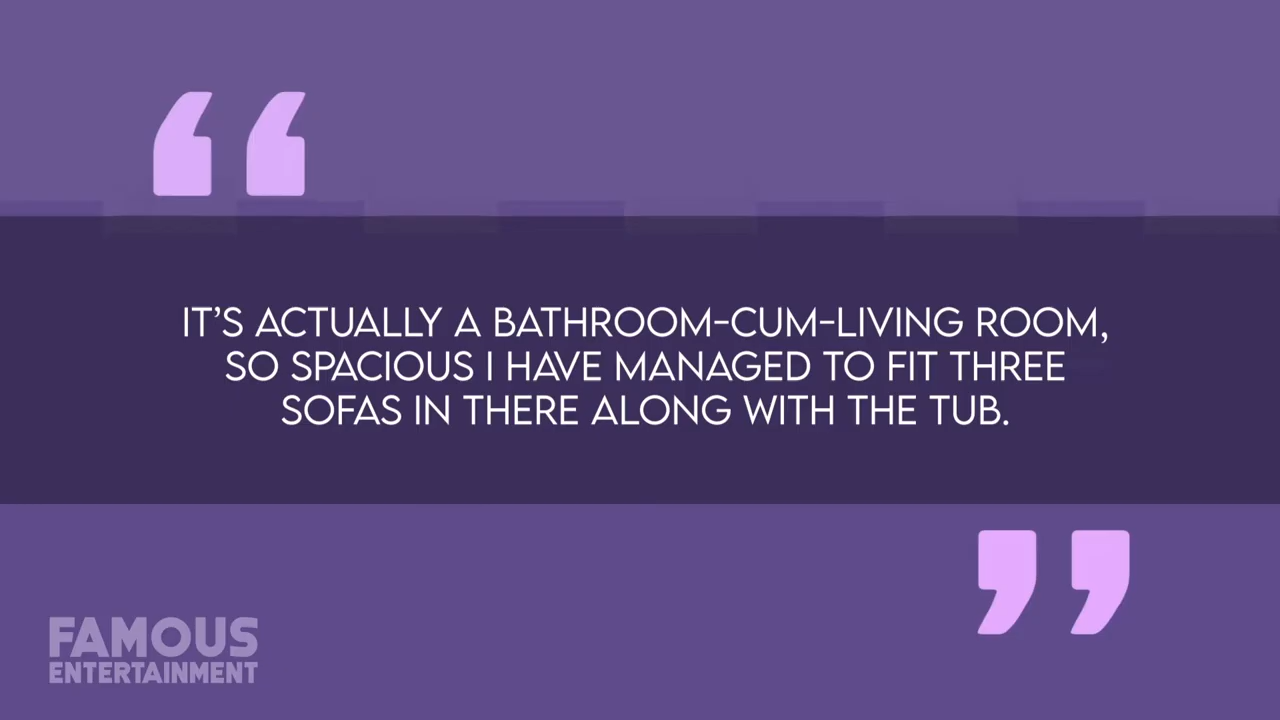 “
IT’S ACTUALLY A BATHROOM-CUM-LIVING ROOM,
SO SPACIOUS I HAVE MANAGED TO FIT THREE
SOFAS IN THERE ALONG WITH THE TUB.
”
FAMOUS
ENTERTAINMENT